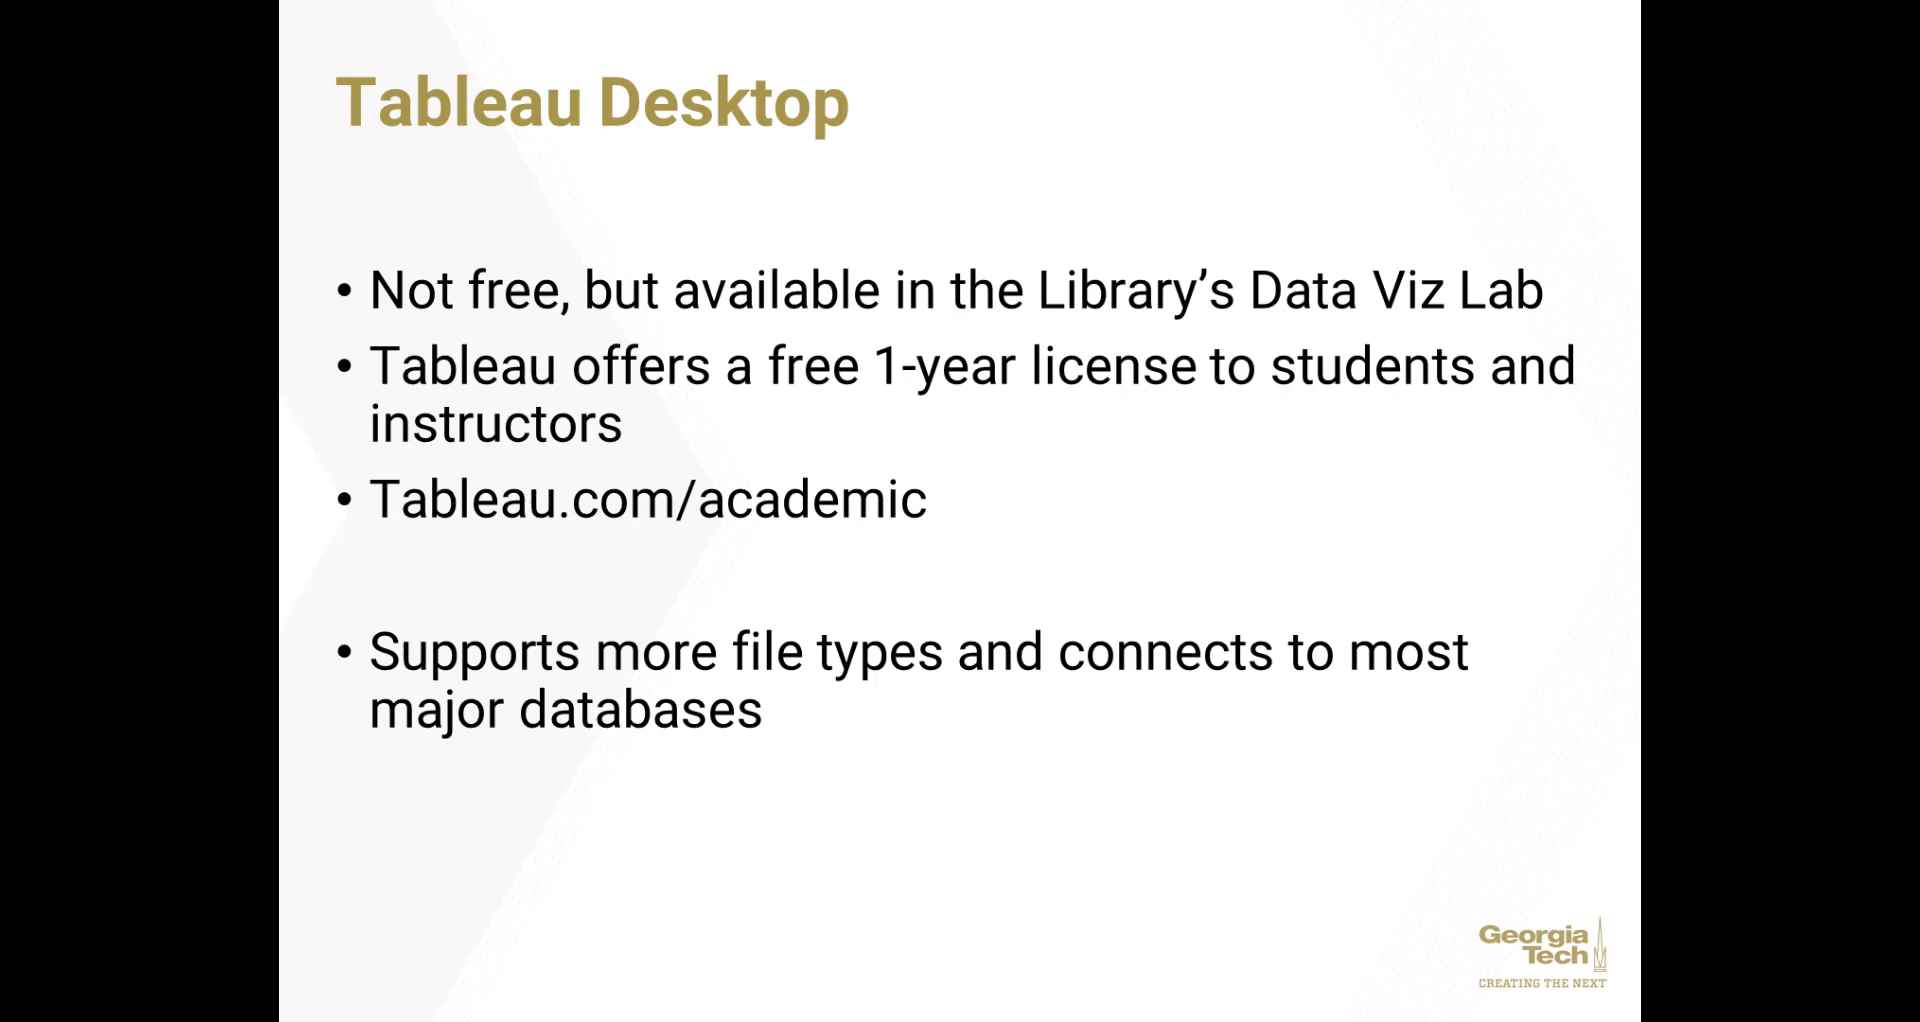 Tableau Desktop
• Not free, but available in the Library’s Data Viz Lab
• Tableau offers a free 1-year license to students and
instructors
• Tableau.com/academic
• Supports more file types and connects to most
major databases
Georgia
Tech
CREATING THE NEXT